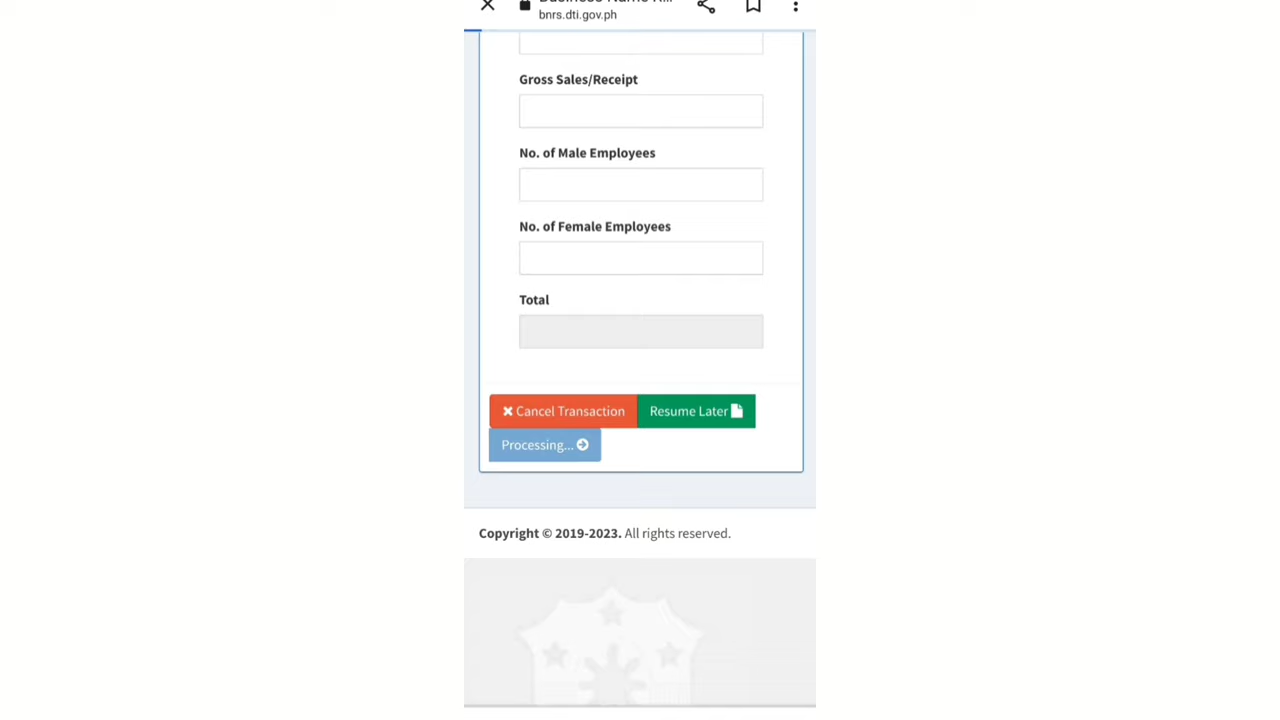 bnrs.dti.gov.ph
Gross Sales/Receipt
No. of Male Employees
No. of Female Employees
Total
Cancel Transaction
Resume Later
Processing...
Copyright © 2019-2023. All rights reserved.